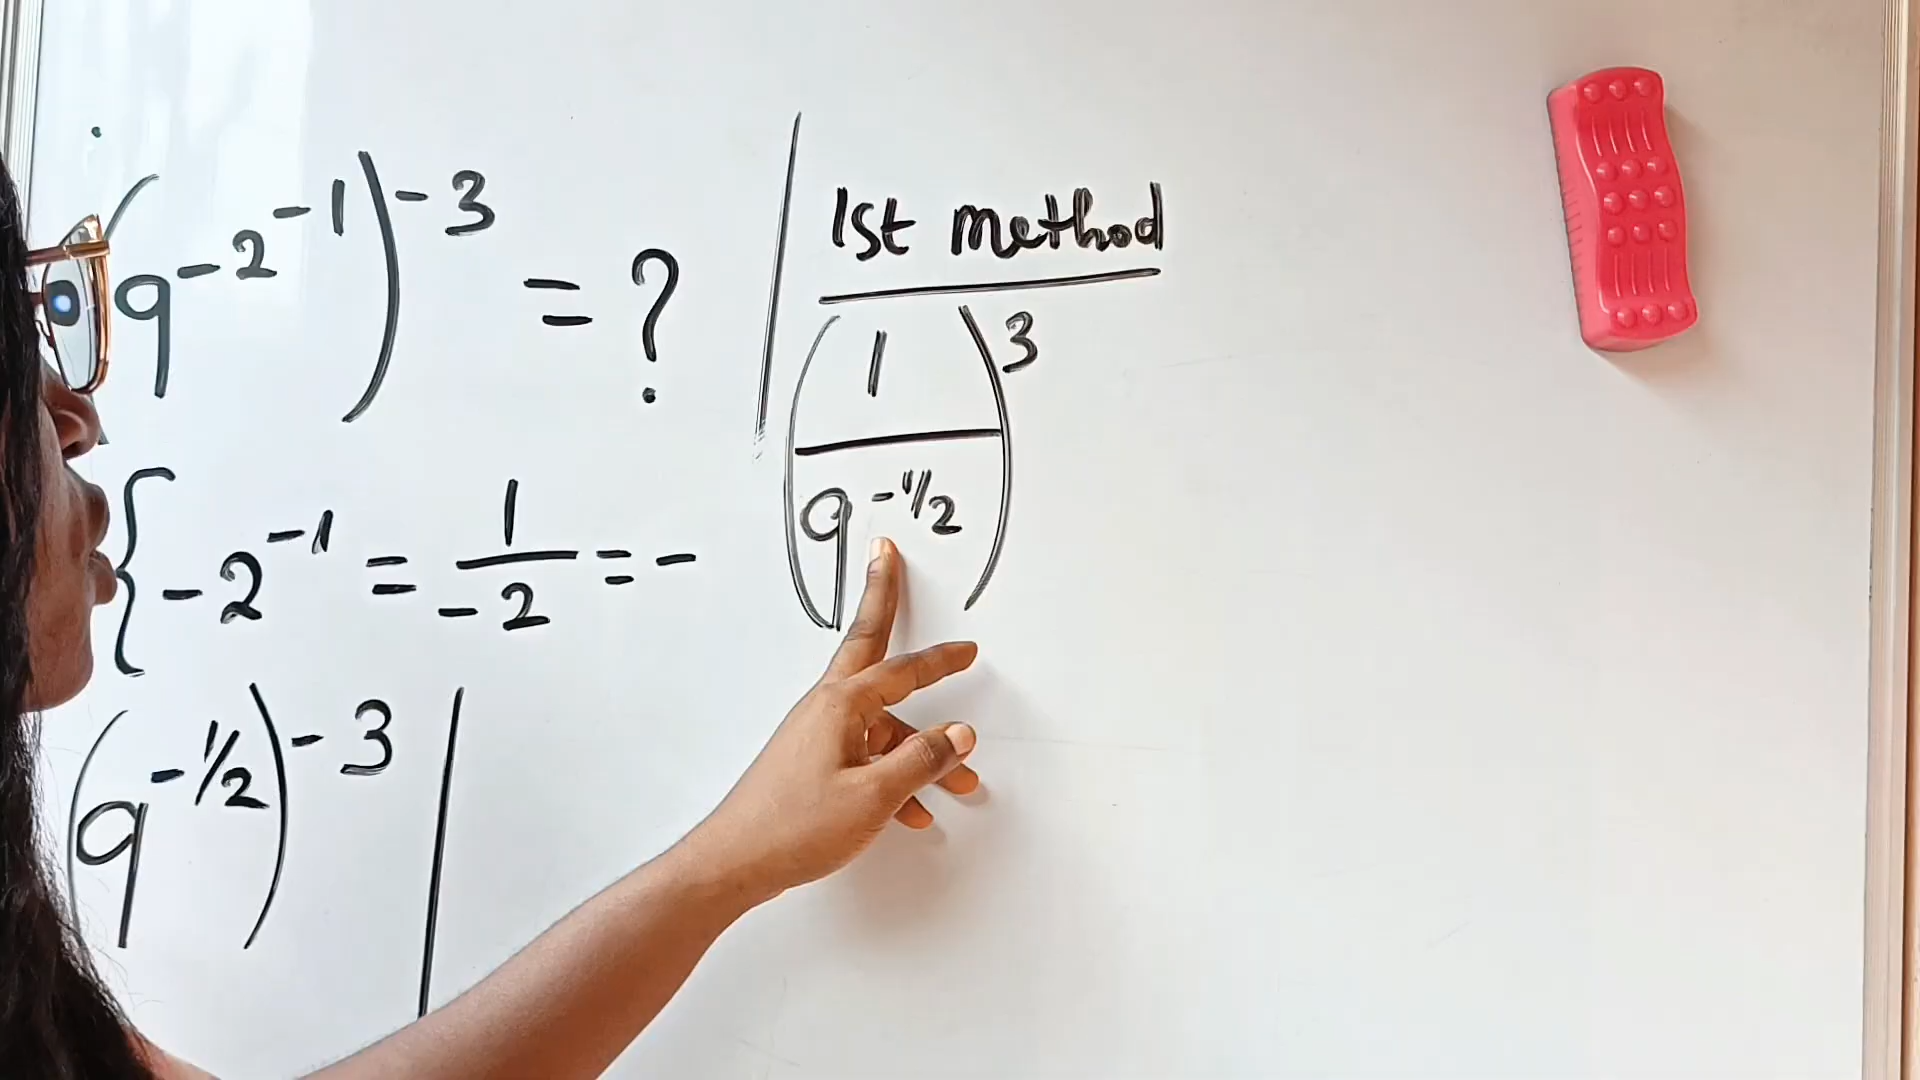 (9^-2^-1)^-3 = ?
{ -2^-1 = 1/-2 = -
(9^-1/2)^-3
1st method
(1/9^-1/2)^3